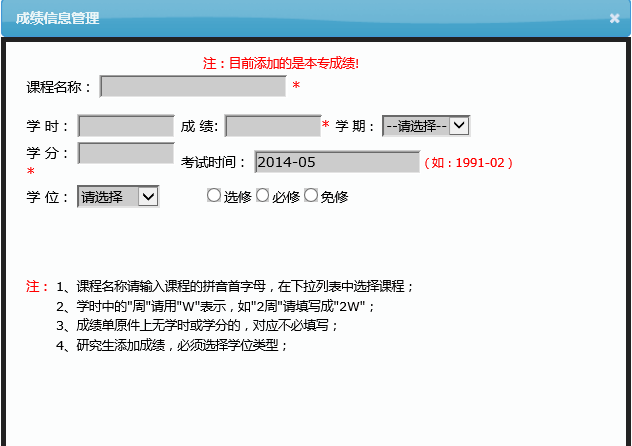 成绩信息管理
注：目前添加的是本专成绩!
课程名称： *
学 时： 成 绩: * 学 期： --请选择--
学 分：
* 考试时间： 2014-05 （如：1991-02）
学 位： 请选择 选修 必修 免修
注： 1、课程名称请输入课程的拼音首字母，在下拉列表中选择课程；
2、学时中的"周"请用"W"表示，如"2周"请填写成"2W"；
3、成绩单原件上无学时或学分的，对应不必填写；
4、研究生添加成绩，必须选择学位类型；